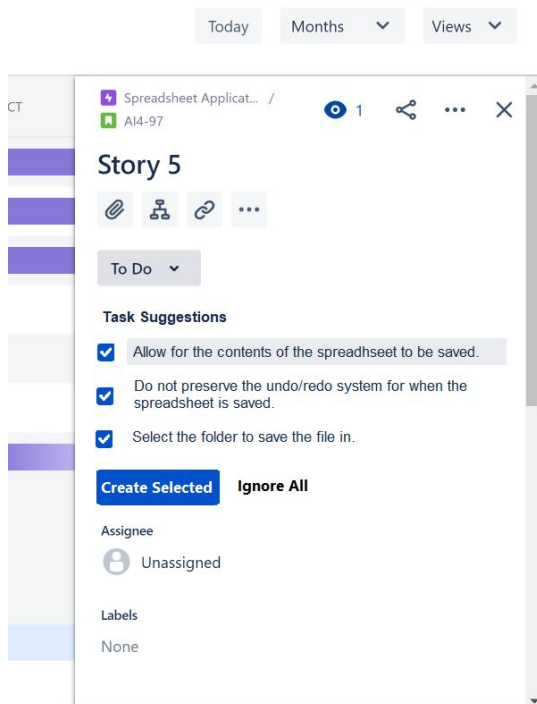 Today
Months
Views
CT
Spreadsheet Applicat... /
AI4-97
1
Story 5
To Do
Task Suggestions
Allow for the contents of the spreadhseet to be saved.
Do not preserve the undo/redo system for when the
spreadsheet is saved.
Select the folder to save the file in.
Create Selected
Ignore All
Assignee
Unassigned
Labels
None